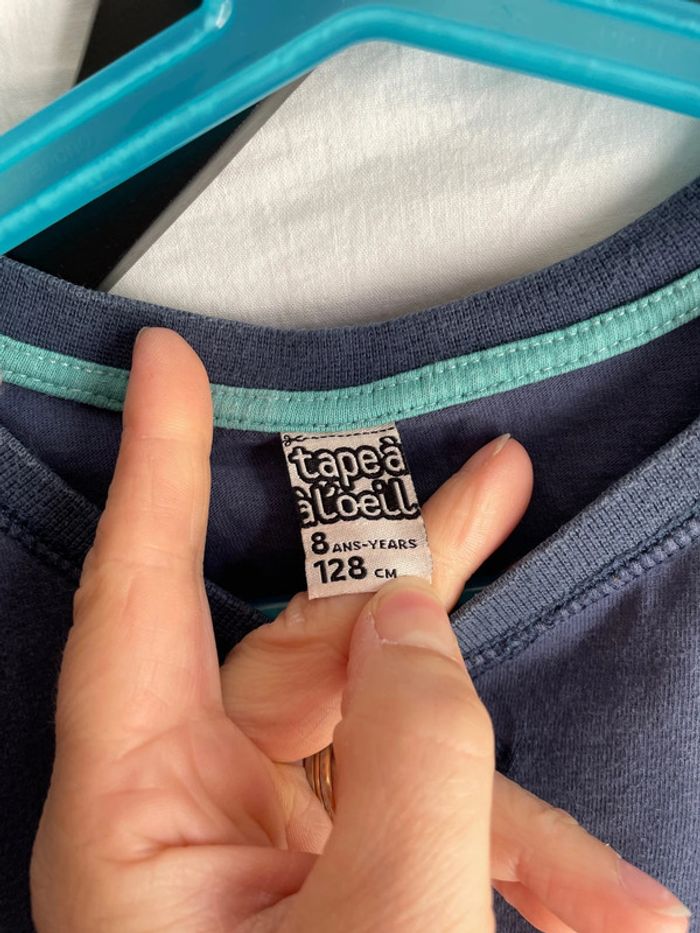 tape à
à l'oeil
8 ANS-YEARS
128 CM